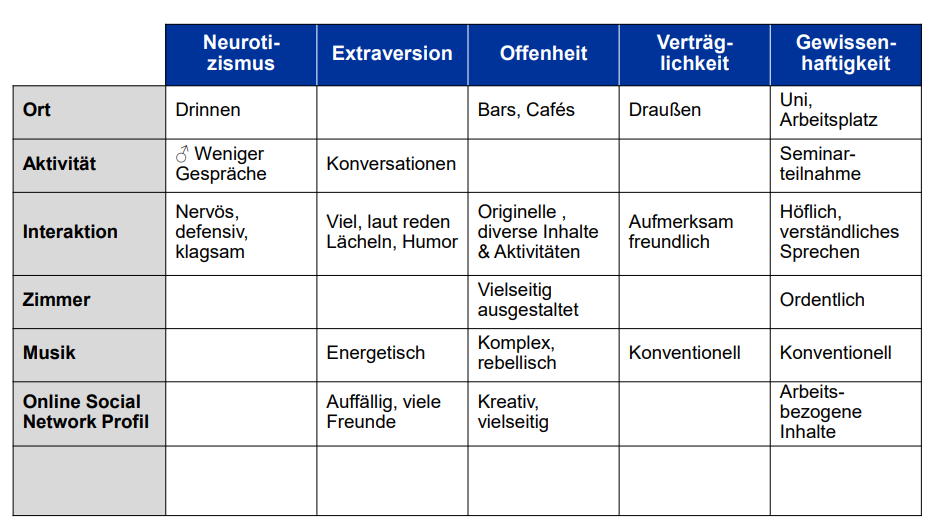 Neuroti-
zismus
Extraversion
Offenheit
Verträg-
lichkeit
Gewissen-
haftigkeit
Ort
Drinnen
Bars, Cafés
Draußen
Uni,
Arbeitsplatz
Aktivität
♂ Weniger
Gespräche
Konversationen
Seminar-
teilnahme
Interaktion
Nervös,
defensiv,
klagsam
Viel, laut reden
Lächeln, Humor
Originelle ,
diverse Inhalte
& Aktivitäten
Aufmerksam
freundlich
Höflich,
verständliches
Sprechen
Zimmer
Vielseitig
ausgestaltet
Ordentlich
Musik
Energetisch
Komplex,
rebellisch
Konventionell
Konventionell
Online Social
Network Profil
Auffällig, viele
Freunde
Kreativ,
vielseitig
Arbeits-
bezogene
Inhalte